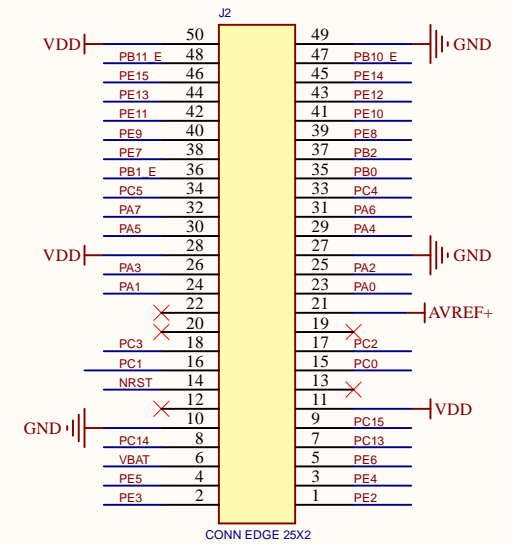 J2
VDD 50 49 GND
PB11_E 48 47 PB10_E
PE15 46 45 PE14
PE13 44 43 PE12
PE11 42 41 PE10
PE9 40 39 PE8
PE7 38 37 PB2
PB1_E 36 35 PB0
PC5 34 33 PC4
PA7 32 31 PA6
PA5 30 29 PA4
VDD 28 27 GND
PA3 26 25 PA2
PA1 24 23 PA0
22 21 AVREF+
20 19
PC3 18 17 PC2
PC1 16 15 PC0
NRST 14 13
12 11 VDD
GND 10 9 PC15
PC14 8 7 PC13
VBAT 6 5 PE6
PE5 4 3 PE4
PE3 2 1 PE2
CONN EDGE 25X2